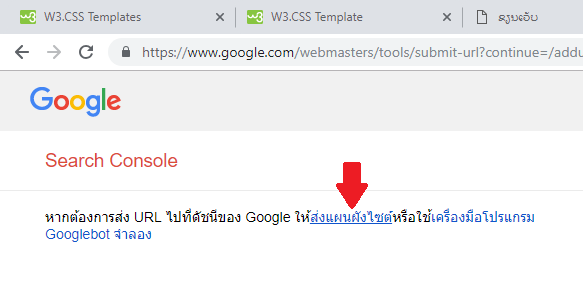 W3.CSS Templates
W3.CSS Template
ຮຽນເວັບ
https://www.google.com/webmasters/tools/submit-url?continue=/addu
Google
Search Console
หากต้องการส่ง URL ไปที่ดัชนีของ Google ให้ส่งแผนผังไซต์หรือใช้เครื่องมือโปรแกรม
Googlebot จำลอง